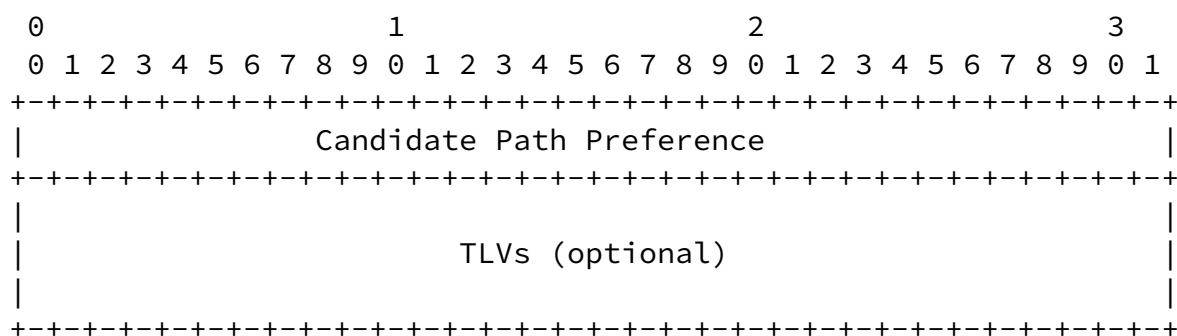 0                   1                   2                   3
 0 1 2 3 4 5 6 7 8 9 0 1 2 3 4 5 6 7 8 9 0 1 2 3 4 5 6 7 8 9 0 1
+-+-+-+-+-+-+-+-+-+-+-+-+-+-+-+-+-+-+-+-+-+-+-+-+-+-+-+-+-+-+-+-+
|                Candidate Path Preference                      |
+-+-+-+-+-+-+-+-+-+-+-+-+-+-+-+-+-+-+-+-+-+-+-+-+-+-+-+-+-+-+-+-+
|                                                               |
|                        TLVs (optional)                        |
|                                                               |
+-+-+-+-+-+-+-+-+-+-+-+-+-+-+-+-+-+-+-+-+-+-+-+-+-+-+-+-+-+-+-+-+